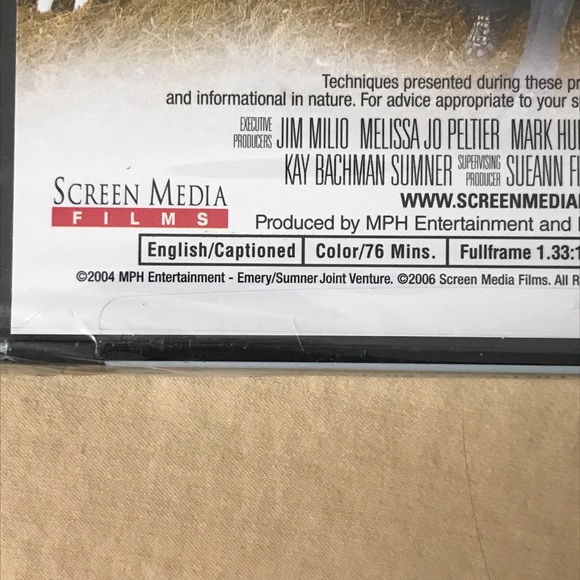 Techniques presented during these pr
and informational in nature. For advice appropriate to your s
EXECUTIVE PRODUCERS JIM MILIO MELISSA JO PELTIER MARK HU
KAY BACHMAN SUMNER SUPERVISING PRODUCER SUEANN F
SCREEN MEDIA
FILMS
WWW.SCREENMEDIA
Produced by MPH Entertainment and
English/Captioned Color/76 Mins. Fullframe 1.33:1
©2004 MPH Entertainment - Emery/Sumner Joint Venture. ©2006 Screen Media Films. All R